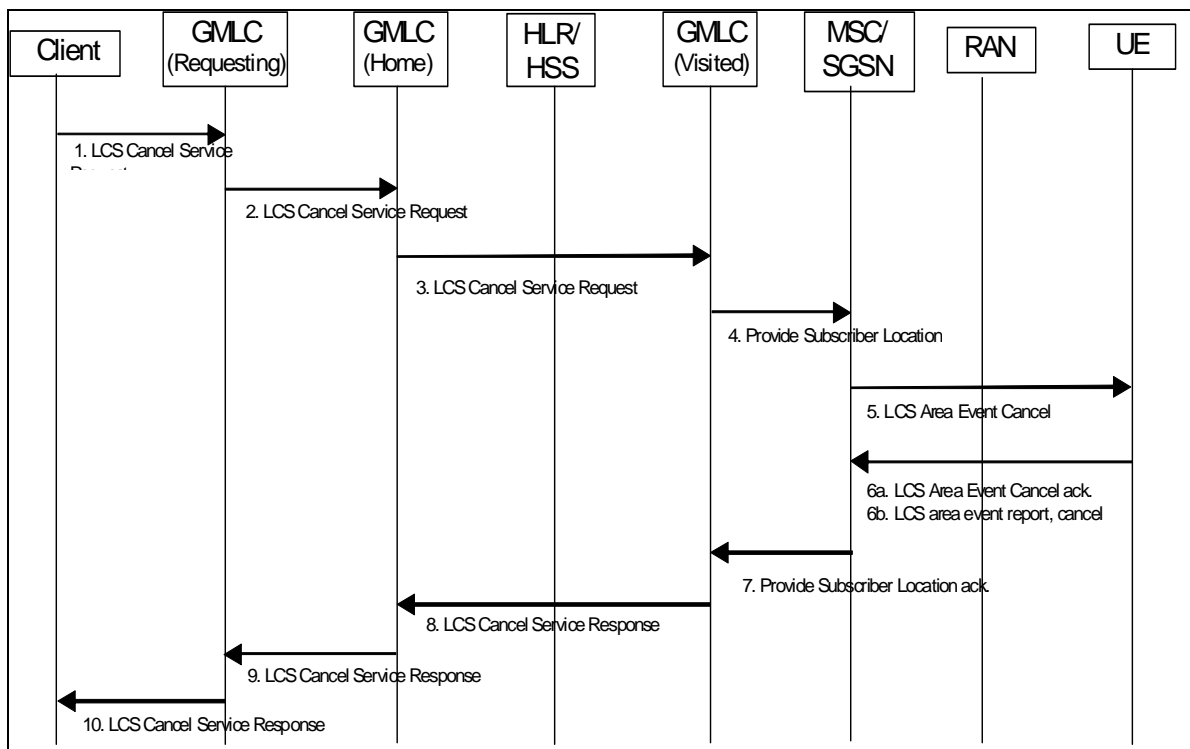 Client
GMLC
(Requesting)
GMLC
(Home)
HLR/
HSS
GMLC
(Visited)
MSC/
SGSN
RAN
UE
1. LCS Cancel Service
2. LCS Cancel Service Request
3. LCS Cancel Service Request
4. Provide Subscriber Location
5. LCS Area Event Cancel
6a. LCS Area Event Cancel ack.
6b. LCS area event report, cancel
7. Provide Subscriber Location ack.
8. LCS Cancel Service Response
9. LCS Cancel Service Response
10. LCS Cancel Service Response